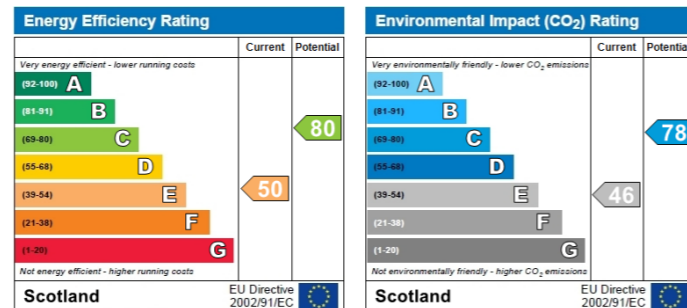 Energy Efficiency Rating
Current Potential
Very energy efficient - lower running costs
(92-100) A
(81-91) B
(69-80) C
(55-68) D
(39-54) E
(21-38) F
(1-20) G
80
50
Not energy efficient - higher running costs
Scotland
EU Directive
2002/91/EC
Environmental Impact (CO₂) Rating
Current Potential
Very environmentally friendly - lower CO₂ emissions
(92-100) A
(81-91) B
(69-80) C
(55-68) D
(39-54) E
(21-38) F
(1-20) G
78
46
Not environmentally friendly - higher CO₂ emissions
Scotland
EU Directive
2002/91/EC